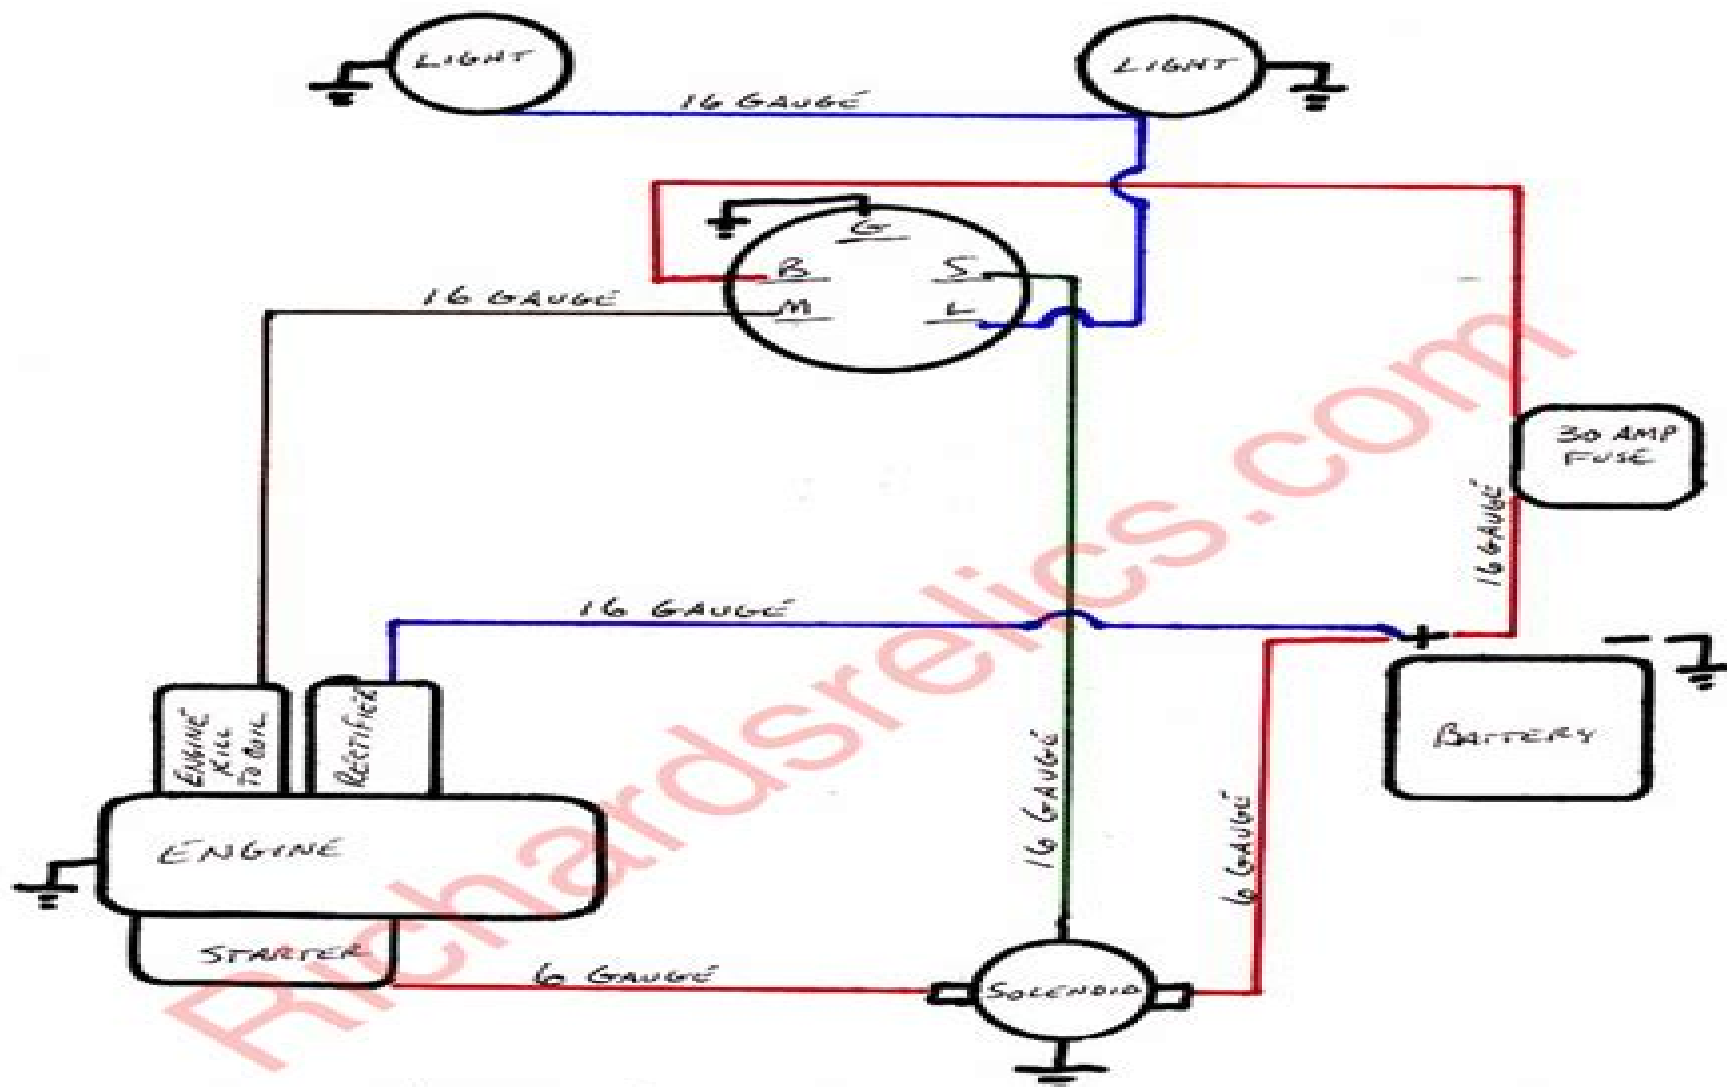 LIGHT
LIGHT
16 GAUGE
G
B
S
M
L
16 GAUGE
30 AMP
FUSE
16 GAUGE
16 GAUGE
+
-
ENGINE
KILL
TO COIL
RECTIFIER
BATTERY
16 GAUGE
6 GAUGE
ENGINE
STARTER
6 GAUGE
SOLENOID
Richardsrelics.com